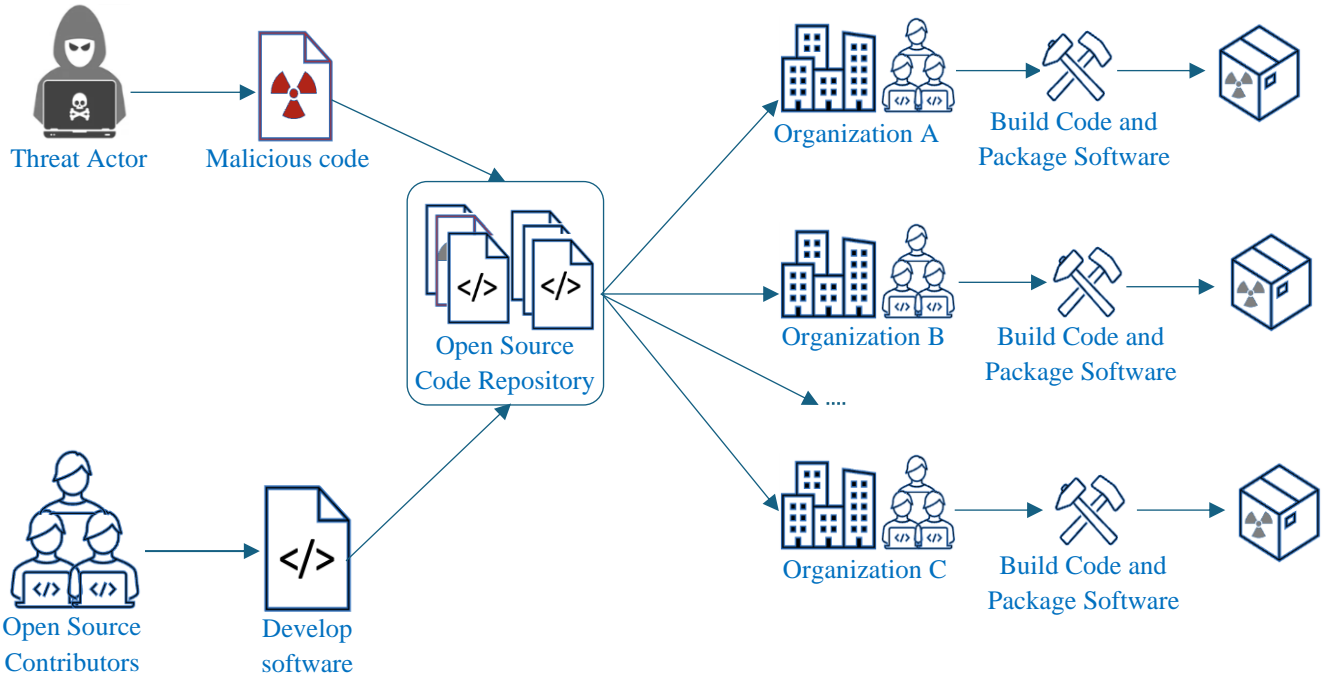 Threat Actor
Malicious code
Organization A
Build Code and
Package Software
</>
</>
Open Source
Code Repository
</> </>
Organization B
Build Code and
Package Software
....
</> </>
Organization C
Build Code and
Package Software
</> </>
</> </>
Open Source
Contributors
</>
Develop
software